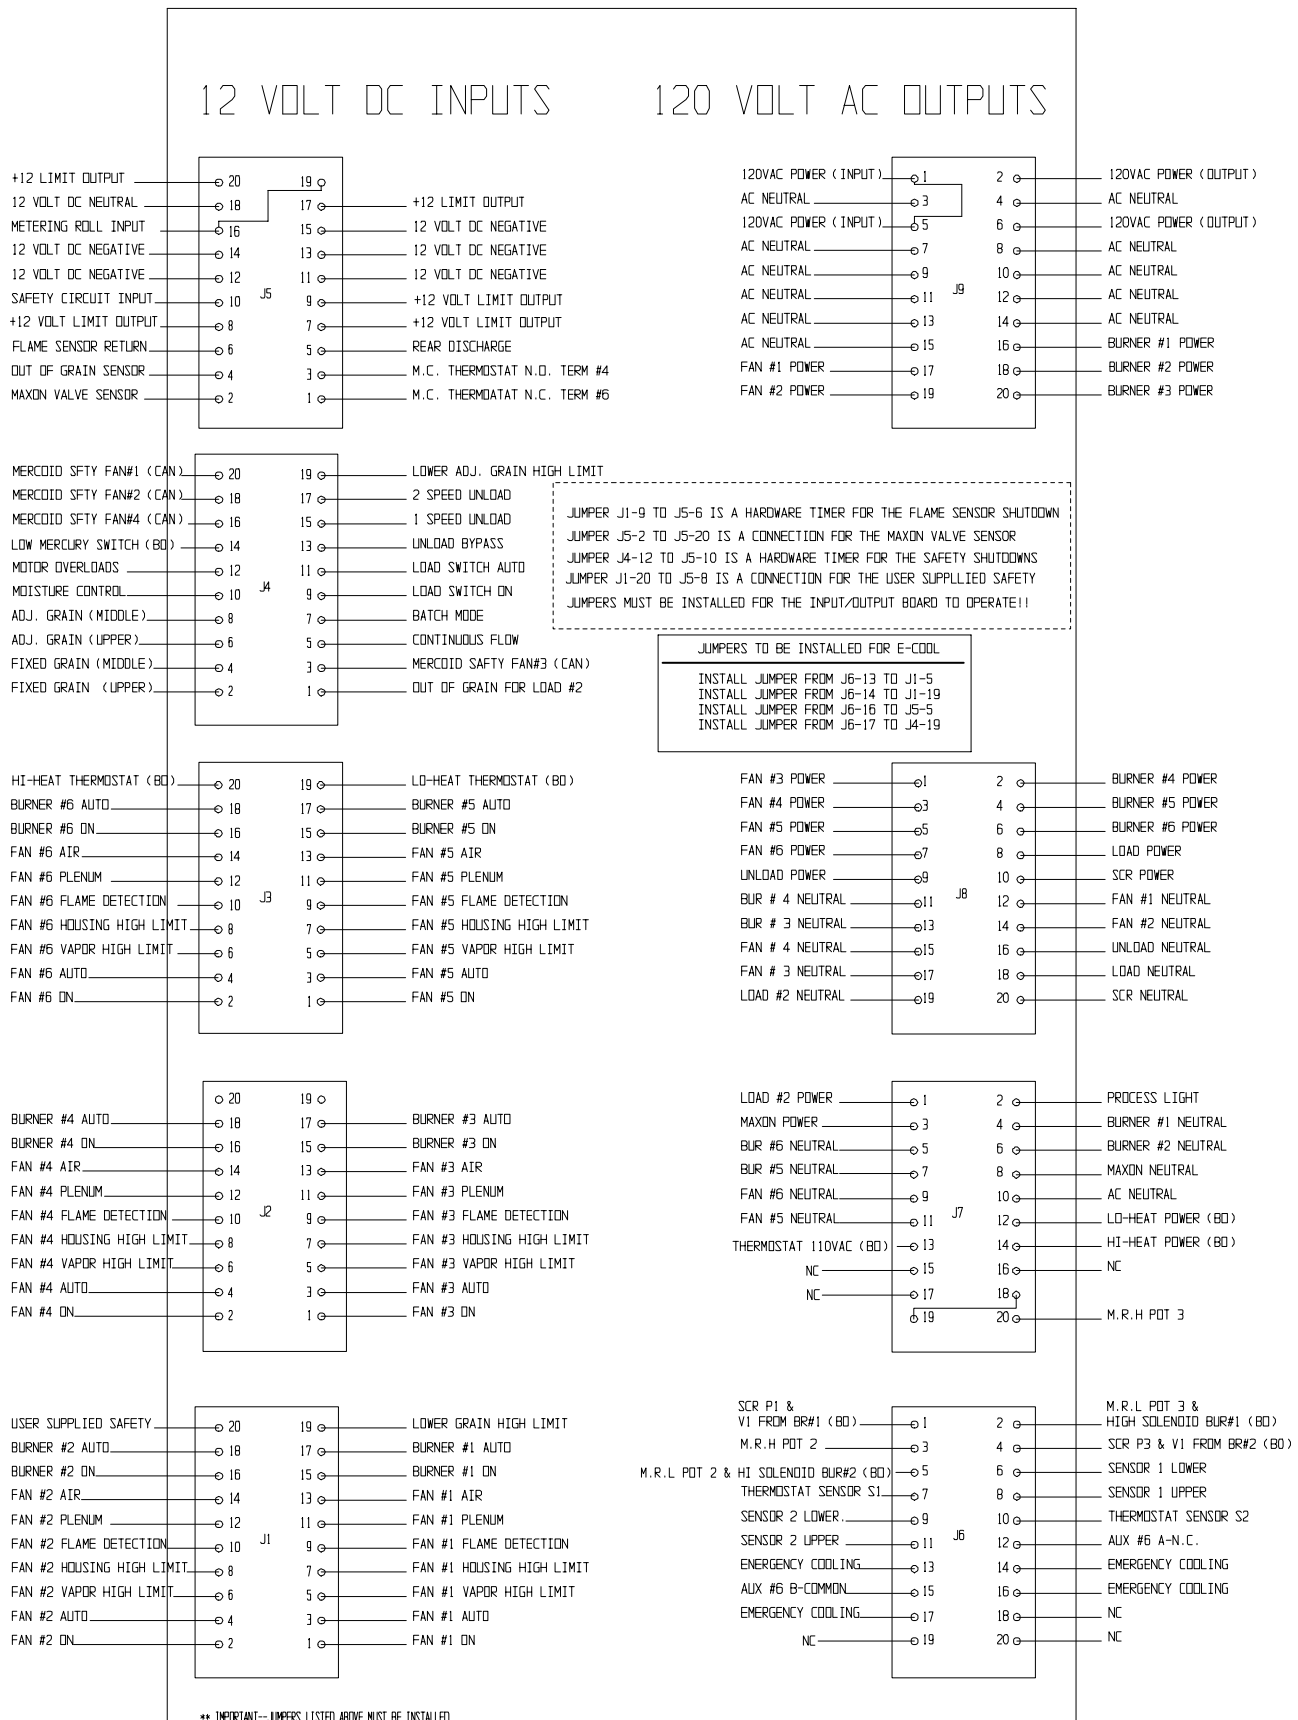 12 VOLT DC INPUTS
120 VOLT AC OUTPUTS
+12 LIMIT OUTPUT 20 19
12 VOLT DC NEUTRAL 18 17 +12 LIMIT OUTPUT
METERING ROLL INPUT 16 15 12 VOLT DC NEGATIVE
12 VOLT DC NEGATIVE 14 13 12 VOLT DC NEGATIVE
12 VOLT DC NEGATIVE 12 11 12 VOLT DC NEGATIVE
J5
SAFETY CIRCUIT INPUT 10 9 +12 VOLT LIMIT OUTPUT
+12 VOLT LIMIT OUTPUT 8 7 +12 VOLT LIMIT OUTPUT
FLAME SENSOR RETURN 6 5 REAR DISCHARGE
OUT OF GRAIN SENSOR 4 3 M.C. THERMOSTAT N.O. TERM #4
MAXON VALVE SENSOR 2 1 M.C. THERMOATAT N.C. TERM #6
120VAC POWER (INPUT) 1 2 120VAC POWER (OUTPUT)
AC NEUTRAL 3 4 AC NEUTRAL
120VAC POWER (INPUT) 5 6 120VAC POWER (OUTPUT)
AC NEUTRAL 7 8 AC NEUTRAL
AC NEUTRAL 9 10 AC NEUTRAL
J9
AC NEUTRAL 11 12 AC NEUTRAL
AC NEUTRAL 13 14 AC NEUTRAL
AC NEUTRAL 15 16 BURNER #1 POWER
FAN #1 POWER 17 18 BURNER #2 POWER
FAN #2 POWER 19 20 BURNER #3 POWER
MERCOID SFTY FAN#1 (CAN) 20 19 LOWER ADJ. GRAIN HIGH LIMIT
MERCOID SFTY FAN#2 (CAN) 18 17 2 SPEED UNLOAD
MERCOID SFTY FAN#4 (CAN) 16 15 1 SPEED UNLOAD
LOW MERCURY SWITCH (BO) 14 13 UNLOAD BYPASS
MOTOR OVERLOADS 12 11 LOAD SWITCH AUTO
J4
MOISTURE CONTROL 10 9 LOAD SWITCH ON
ADJ. GRAIN (MIDDLE) 8 7 BATCH MODE
ADJ. GRAIN (UPPER) 6 5 CONTINUOUS FLOW
FIXED GRAIN (MIDDLE) 4 3 MERCOID SAFTY FAN#3 (CAN)
FIXED GRAIN (UPPER) 2 1 OUT OF GRAIN FOR LOAD #2
JUMPER J1-9 TO J5-6 IS A HARDWARE TIMER FOR THE FLAME SENSOR SHUTDOWN
JUMPER J5-2 TO J5-20 IS A CONNECTION FOR THE MAXON VALVE SENSOR
JUMPER J4-12 TO J5-10 IS A HARDWARE TIMER FOR THE SAFETY SHUTDOWNS
JUMPER J1-20 TO J5-8 IS A CONNECTION FOR THE USER SUPPLLIED SAFETY
JUMPERS MUST BE INSTALLED FOR THE INPUT/OUTPUT BOARD TO OPERATE!!
JUMPERS TO BE INSTALLED FOR E-COOL
INSTALL JUMPER FROM J6-13 TO J1-5
INSTALL JUMPER FROM J6-14 TO J1-19
INSTALL JUMPER FROM J6-16 TO J5-5
INSTALL JUMPER FROM J6-17 TO J4-19
HI-HEAT THERMOSTAT (BO) 20 19 LO-HEAT THERMOSTAT (BO)
BURNER #6 AUTO 18 17 BURNER #5 AUTO
BURNER #6 ON 16 15 BURNER #5 ON
FAN #6 AIR 14 13 FAN #5 AIR
FAN #6 PLENUM 12 11 FAN #5 PLENUM
J3
FAN #6 FLAME DETECTION 10 9 FAN #5 FLAME DETECTION
FAN #6 HOUSING HIGH LIMIT 8 7 FAN #5 HOUSING HIGH LIMIT
FAN #6 VAPOR HIGH LIMIT 6 5 FAN #5 VAPOR HIGH LIMIT
FAN #6 AUTO 4 3 FAN #5 AUTO
FAN #6 ON 2 1 FAN #5 ON
FAN #3 POWER 1 2 BURNER #4 POWER
FAN #4 POWER 3 4 BURNER #5 POWER
FAN #5 POWER 5 6 BURNER #6 POWER
FAN #6 POWER 7 8 LOAD POWER
UNLOAD POWER 9 10 SCR POWER
J8
BUR # 4 NEUTRAL 11 12 FAN #1 NEUTRAL
BUR # 3 NEUTRAL 13 14 FAN #2 NEUTRAL
FAN # 4 NEUTRAL 15 16 UNLOAD NEUTRAL
FAN # 3 NEUTRAL 17 18 LOAD NEUTRAL
LOAD #2 NEUTRAL 19 20 SCR NEUTRAL
20 19
BURNER #4 AUTO 18 17 BURNER #3 AUTO
BURNER #4 ON 16 15 BURNER #3 ON
FAN #4 AIR 14 13 FAN #3 AIR
FAN #4 PLENUM 12 11 FAN #3 PLENUM
J2
FAN #4 FLAME DETECTION 10 9 FAN #3 FLAME DETECTION
FAN #4 HOUSING HIGH LIMIT 8 7 FAN #3 HOUSING HIGH LIMIT
FAN #4 VAPOR HIGH LIMIT 6 5 FAN #3 VAPOR HIGH LIMIT
FAN #4 AUTO 4 3 FAN #3 AUTO
FAN #4 ON 2 1 FAN #3 ON
LOAD #2 POWER 1 2 PROCESS LIGHT
MAXON POWER 3 4 BURNER #1 NEUTRAL
BUR #6 NEUTRAL 5 6 BURNER #2 NEUTRAL
BUR #5 NEUTRAL 7 8 MAXON NEUTRAL
FAN #6 NEUTRAL 9 10 AC NEUTRAL
J7
FAN #5 NEUTRAL 11 12 LO-HEAT POWER (BO)
THERMOSTAT 110VAC (BO) 13 14 HI-HEAT POWER (BO)
NC 15 16 NC
NC 17 18
19 20 M.R.H POT 3
USER SUPPLIED SAFETY 20 19 LOWER GRAIN HIGH LIMIT
BURNER #2 AUTO 18 17 BURNER #1 AUTO
BURNER #2 ON 16 15 BURNER #1 ON
FAN #2 AIR 14 13 FAN #1 AIR
FAN #2 PLENUM 12 11 FAN #1 PLENUM
J1
FAN #2 FLAME DETECTION 10 9 FAN #1 FLAME DETECTION
FAN #2 HOUSING HIGH LIMIT 8 7 FAN #1 HOUSING HIGH LIMIT
FAN #2 VAPOR HIGH LIMIT 6 5 FAN #1 VAPOR HIGH LIMIT
FAN #2 AUTO 4 3 FAN #1 AUTO
FAN #2 ON 2 1 FAN #1 ON
SCR P1 & M.R.L POT 3 &
V1 FROM BR#1 (BO) 1 2 HIGH SOLENOID BUR#1 (BO)
M.R.H POT 2 3 4 SCR P3 & V1 FROM BR#2 (BO)
M.R.L POT 2 & HI SOLENOID BUR#2 (BO) 5 6 SENSOR 1 LOWER
THERMOSTAT SENSOR S1 7 8 SENSOR 1 UPPER
SENSOR 2 LOWER. 9 10 THERMOSTAT SENSOR S2
J6
SENSOR 2 UPPER 11 12 AUX #6 A-N.C.
ENERGENCY COOLING 13 14 EMERGENCY COOLING
AUX #6 B-COMMON 15 16 EMERGENCY COOLING
EMERGENCY COOLING 17 18 NC
NC 19 20 NC
** IMPORTANT-- JUMPERS LISTED ABOVE MUST BE INSTALLED